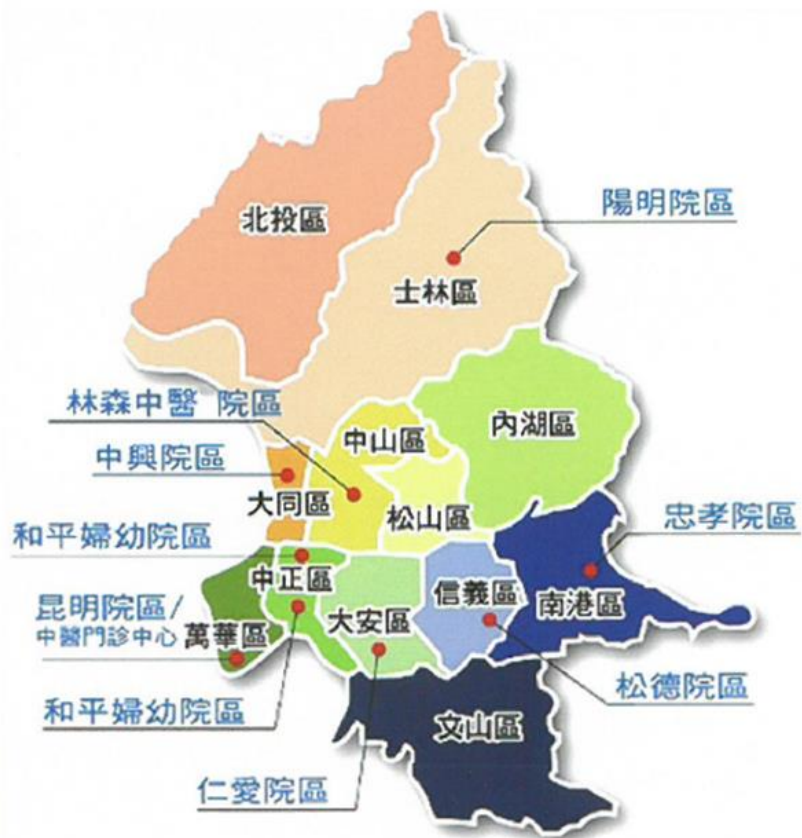 北投區
陽明院區
士林區
林森中醫 院區
中山區
內湖區
中興院區
大同區
松山區
忠孝院區
和平婦幼院區
中正區
信義區
南港區
昆明院區/
中醫門診中心
萬華區
大安區
松德院區
和平婦幼院區
文山區
仁愛院區